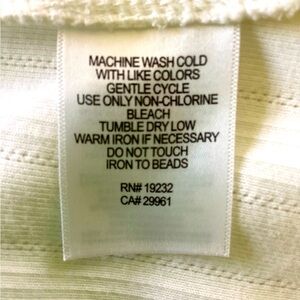 MACHINE WASH COLD
WITH LIKE COLORS
GENTLE CYCLE
USE ONLY NON-CHLORINE
BLEACH
TUMBLE DRY LOW
WARM IRON IF NECESSARY
DO NOT TOUCH
IRON TO BEADS
RN# 19232
CA# 29961